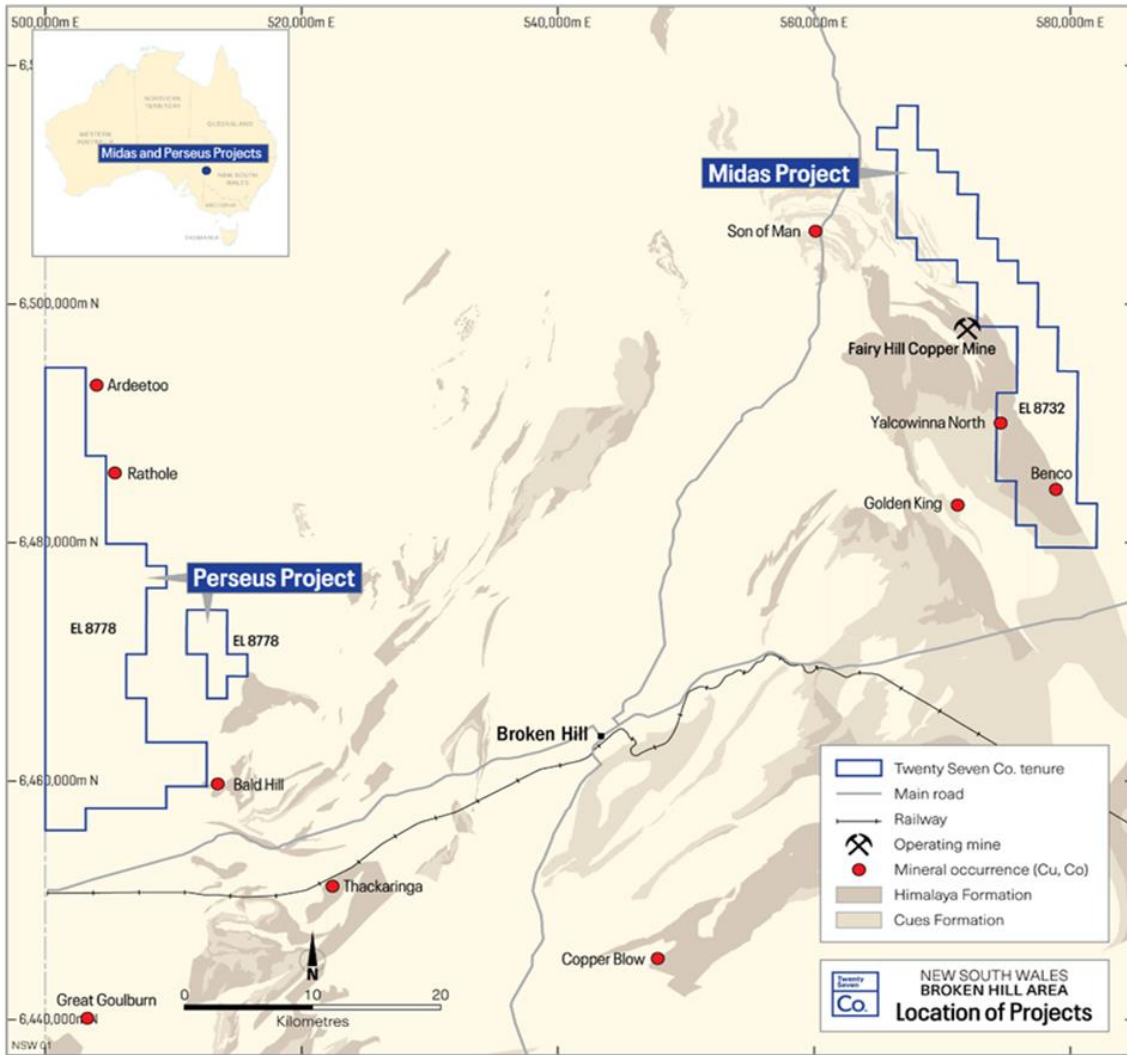 500,000m E
520,000m E
540,000m E
560,000m E
580,000m E
NORTHERN
TERRITORY
QUEENSLAND
WESTERN
Midas and Perseus Projects
NEW SOUTH
WALES
VICTORIA
TASMANIA
Midas Project
Son of Man
6,500,000m N
Fairy Hill Copper Mine
Ardeetoo
EL 8732
Yalcowinna North
Rathole
Benco
Golden King
6,480,000m N
Perseus Project
EL 8778
EL 8778
Broken Hill
6,460,000m N
Bald Hill
Thackaringa
Copper Blow
Great Goulburn
6,440,000m N
N
0
10
20
Kilometres
NSW 01
Twenty Seven Co. tenure
Main road
Railway
Operating mine
Mineral occurrence (Cu, Co)
Himalaya Formation
Cues Formation
Twenty
Seven
Co.
NEW SOUTH WALES
BROKEN HILL AREA
Location of Projects